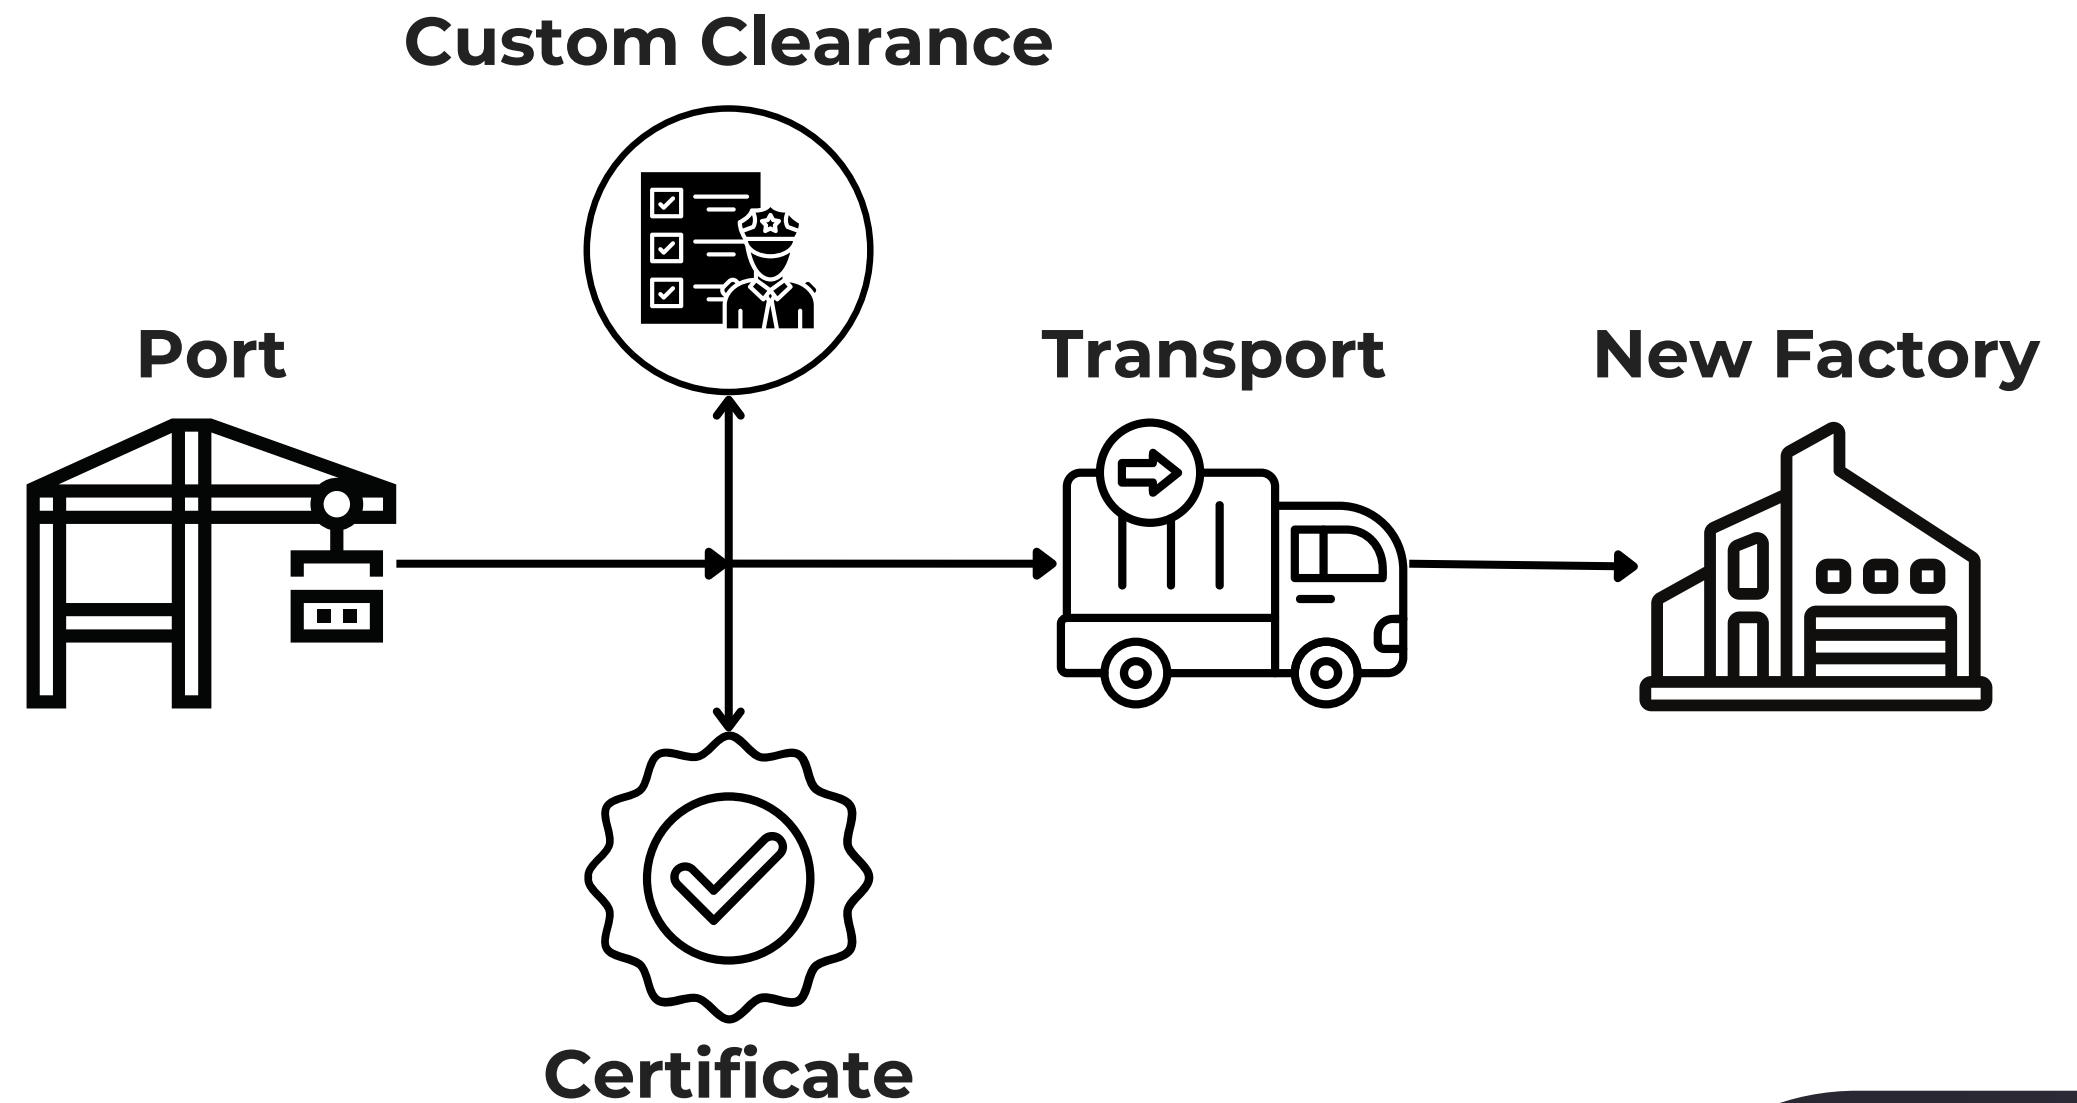 Custom Clearance
Port
Transport
New Factory
Certificate